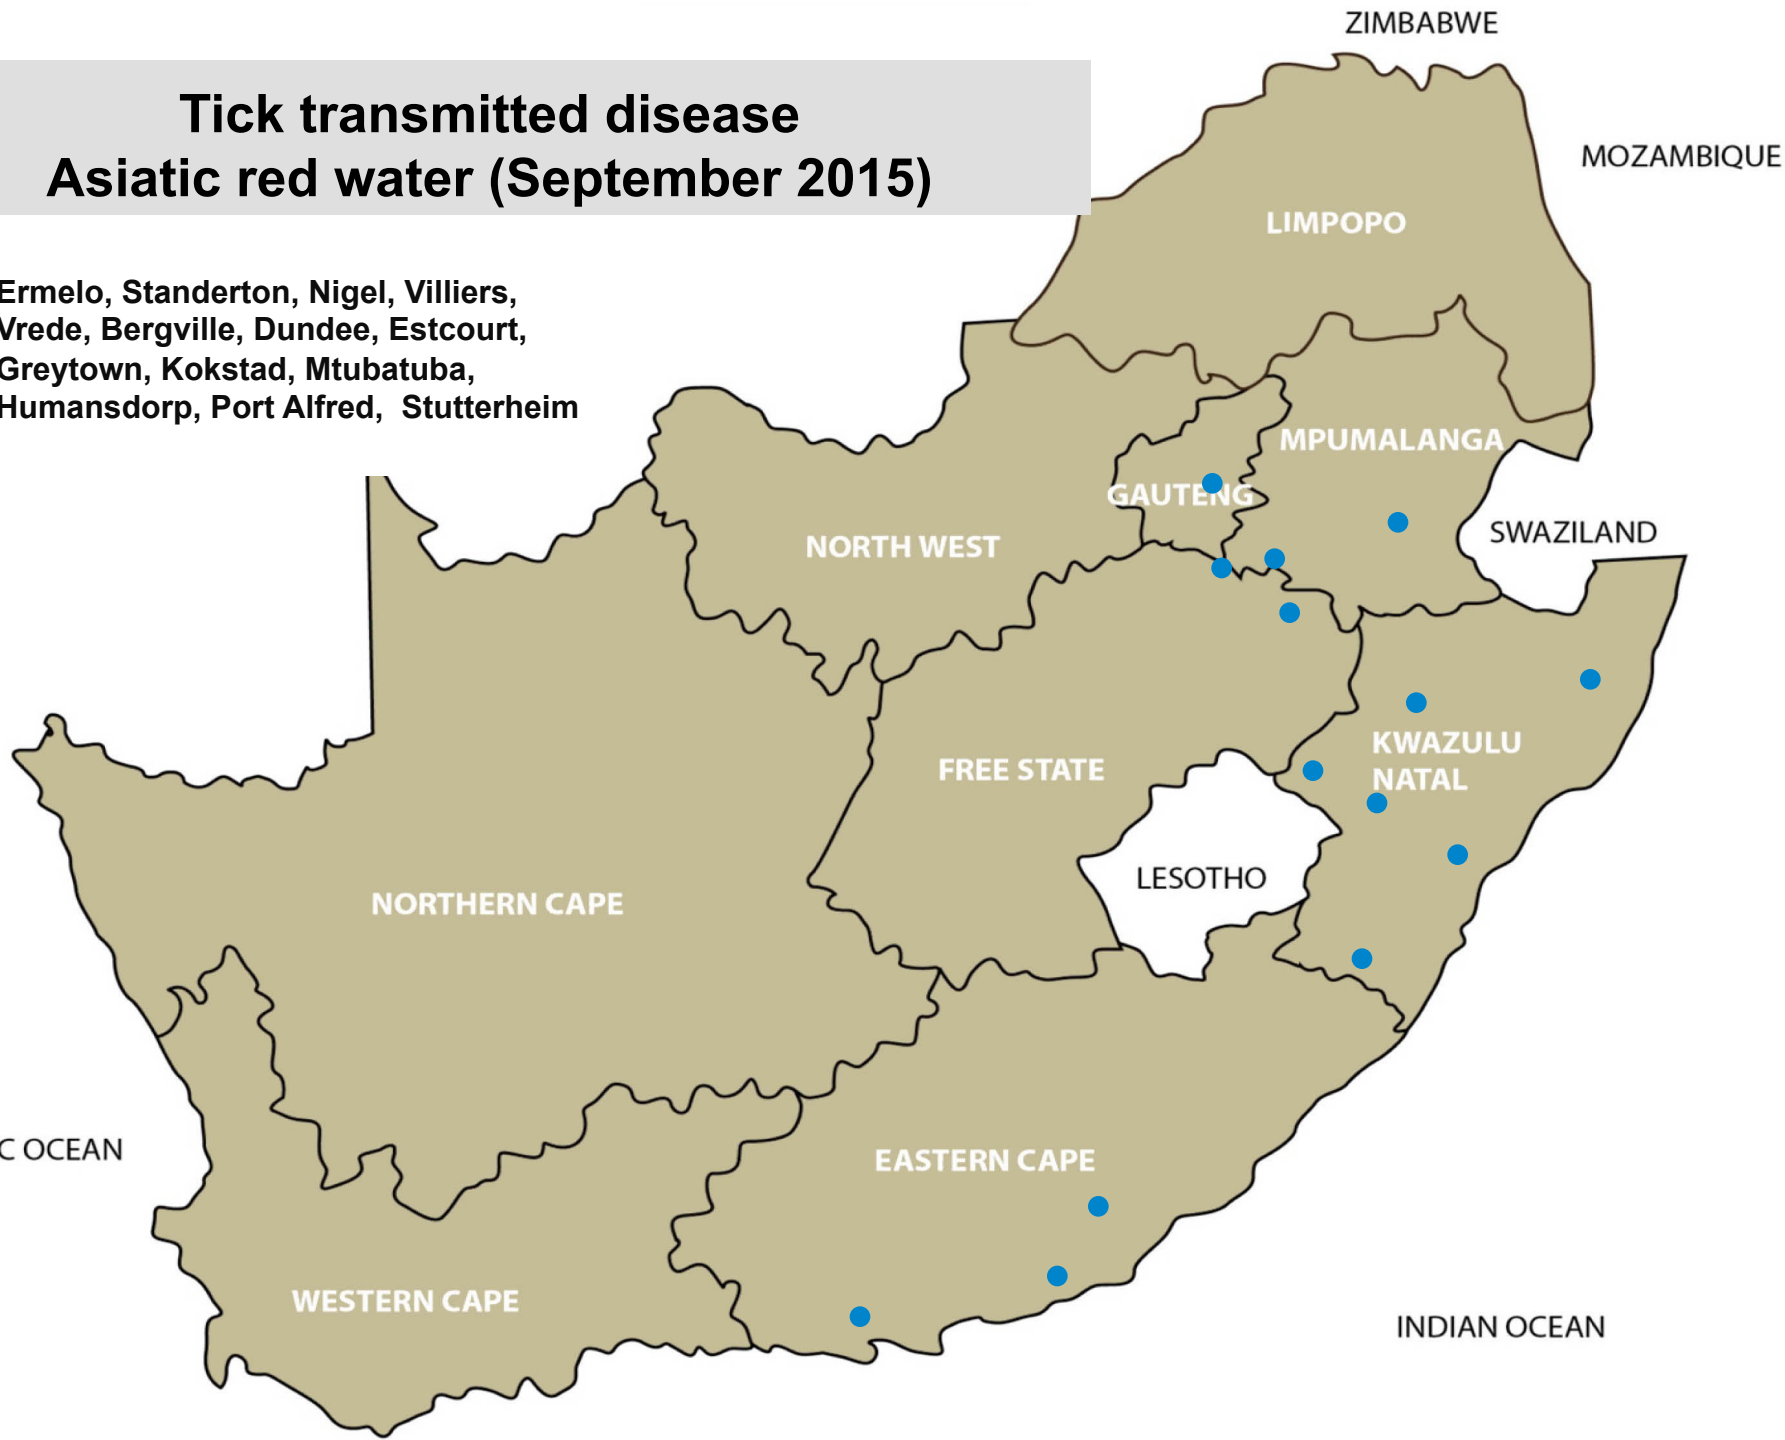 ZIMBABWE
Tick transmitted disease
Asiatic red water (September 2015)
MOZAMBIQUE
LIMPOPO
Ermelo, Standerton, Nigel, Villiers,
Vrede, Bergville, Dundee, Estcourt,
Greytown, Kokstad, Mtubatuba,
Humansdorp, Port Alfred,  Stutterheim
MPUMALANGA
GAUTENG
SWAZILAND
NORTH WEST
KWAZULU
NATAL
FREE STATE
LESOTHO
NORTHERN CAPE
C OCEAN
EASTERN CAPE
WESTERN CAPE
INDIAN OCEAN